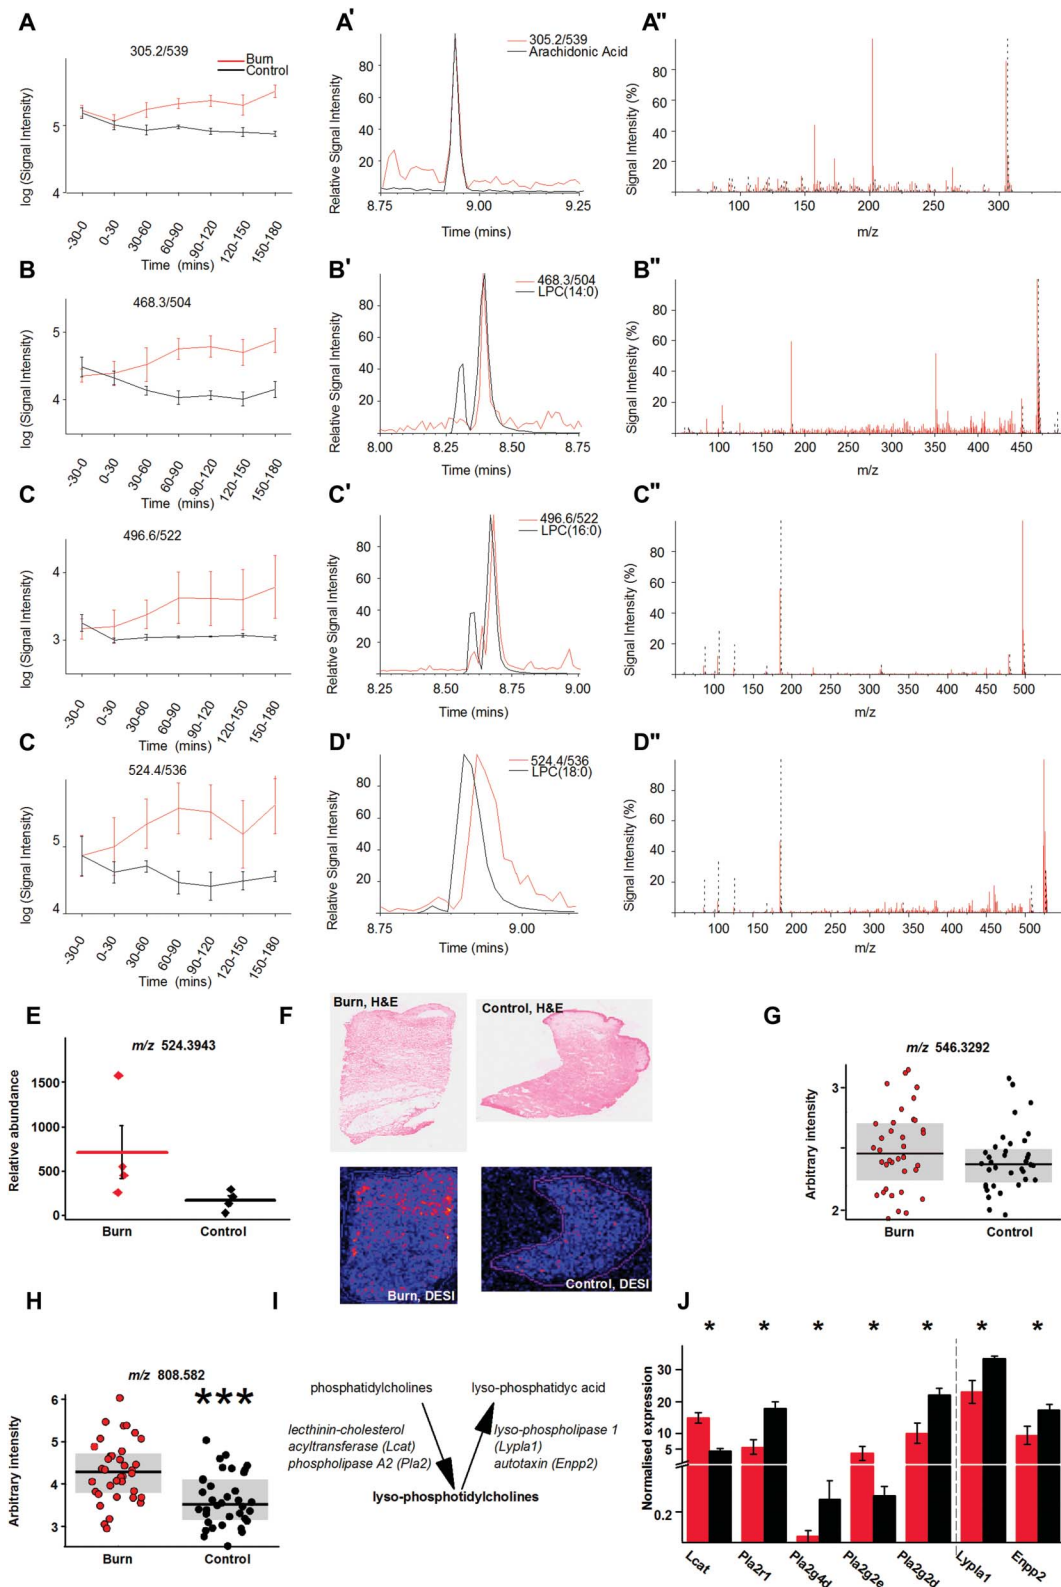 A
305.2/539
Burn
Control
log (Signal Intensity)
5
4
-30-0
0-30
30-60
60-90
90-120
120-150
150-180
Time (mins)
A'
305.2/539
Arachidonic Acid
Relative Signal Intensity
80
60
40
20
8.75
9.00
9.25
Time (mins)
A"
Signal Intensity (%)
80
60
40
20
100
150
200
250
300
m/z
B
468.3/504
log (Signal Intensity)
5
4
-30-0
0-30
30-60
60-90
90-120
120-150
150-180
Time (mins)
B'
468.3/504
LPC(14:0)
Relative Signal Intensity
80
60
40
20
8.00
8.25
8.50
8.75
Time (mins)
B"
Signal Intensity (%)
80
60
40
20
100
150
200
250
300
350
400
450
m/z
C
496.6/522
log (Signal Intensity)
4
3
-30-0
0-30
30-60
60-90
90-120
120-150
150-180
Time (mins)
C'
496.6/522
LPC(16:0)
Relative Signal Intensity
80
60
40
20
8.25
8.50
8.75
9.00
Time (mins)
C"
Signal Intensity (%)
80
60
40
20
100
150
200
250
300
350
400
450
500
m/z
C
524.4/536
log (Signal Intensity)
5
4
-30-0
0-30
30-60
60-90
90-120
120-150
150-180
Time (mins)
D'
524.4/536
LPC(18:0)
Relative Signal Intensity
80
60
40
20
8.75
9.00
Time (mins)
D"
Signal Intensity (%)
80
60
40
20
100
150
200
250
300
350
400
450
500
m/z
E
m/z 524.3943
Relative abundance
1500
1000
500
0
Burn
Control
F
Burn, H&E
Control, H&E
Burn, DESI
Control, DESI
G
m/z 546.3292
Arbitrary intensity
3
2
Burn
Control
H
m/z 808.582
***
Arbitrary intensity
6
5
4
3
Burn
Control
I
phosphatidylcholines
lyso-phosphatidyc acid
lecthinin-cholesterol
acyltransferase (Lcat)
phospholipase A2 (Pla2)
lyso-phospholipase 1
(Lypla1)
autotaxin (Enpp2)
lyso-phosphotidylcholines
J
* * * * * * *
Normalised expression
30
20
10
5
0.2
Lcat
Pla2r1
Pla2g4d
Pla2g2e
Pla2g2d
Lypla1
Enpp2